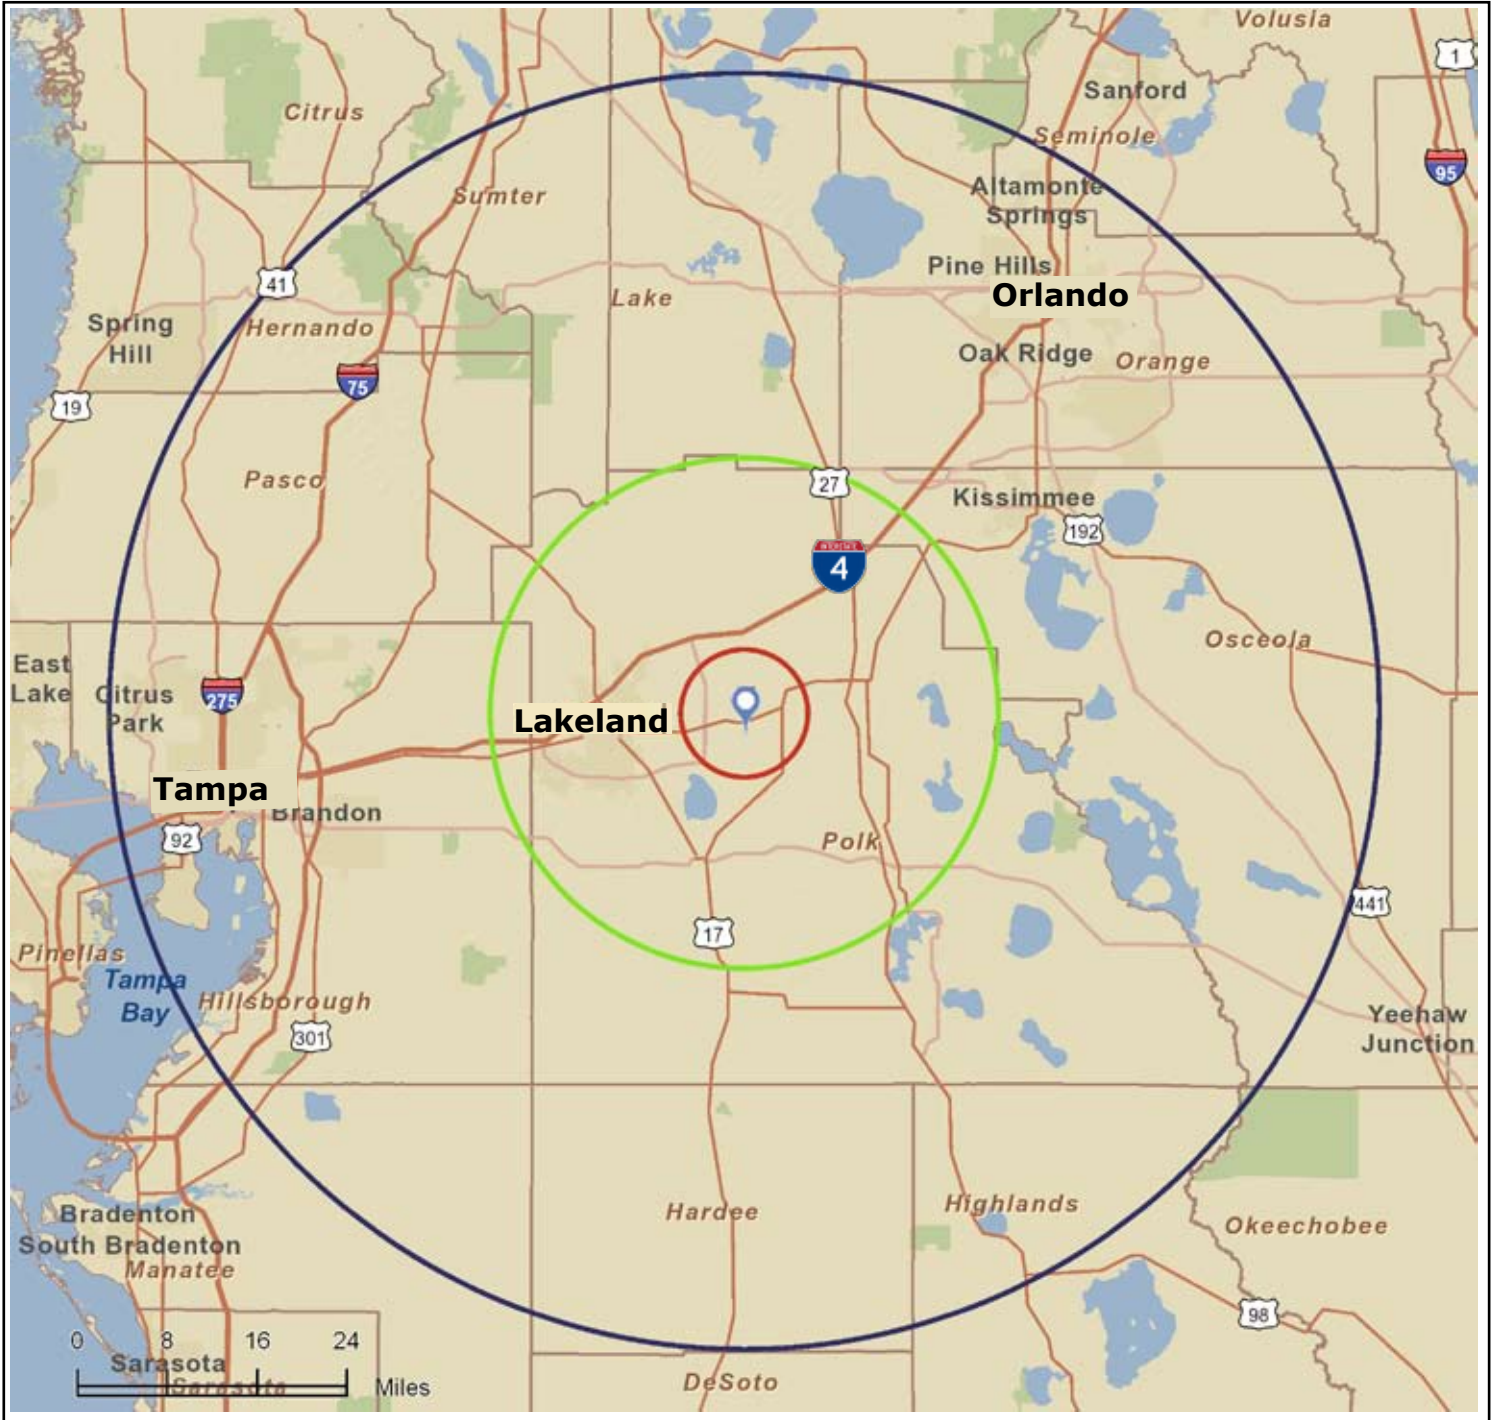 Volusia
1
Sanford
Citrus
Seminole
95
Altamonte
Springs
Sumter
Pine Hills
41
Orlando
Lake
Spring
Hill
Hernando
Oak Ridge
Orange
75
19
Pasco
27
Kissimmee
192
INTERSTATE
4
Osceola
East
Lake
Citrus
Park
275
Lakeland
Tampa
Brandon
92
Polk
441
17
Pinellas
Tampa
Bay
Hillsborough
301
Yeehaw
Junction
Hardee
Highlands
Okeechobee
Bradenton
South Bradenton
Manatee
98
0 8 16 24
Sarasota
Sarasota
Miles
DeSoto